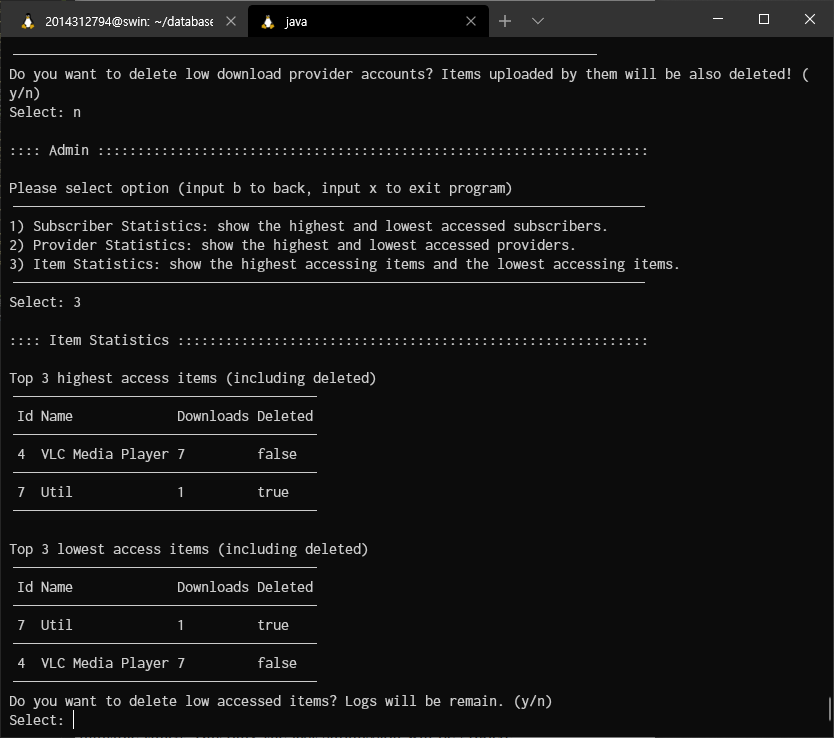 2014312794@swin: ~/database
java
Do you want to delete low download provider accounts? Items uploaded by them will be also deleted! (
y/n)
Select: n
:::: Admin :::::::::::::::::::::::::::::::::::::::::::::::::::::::::::::::::::::
Please select option (input b to back, input x to exit program)
1) Subscriber Statistics: show the highest and lowest accessed subscribers.
2) Provider Statistics: show the highest and lowest accessed providers.
3) Item Statistics: show the highest accessing items and the lowest accessing items.
Select: 3
:::: Item Statistics :::::::::::::::::::::::::::::::::::::::::::::::::::::::::::
Top 3 highest access items (including deleted)
Id Name Downloads Deleted
4 VLC Media Player 7 false
7 Util 1 true
Top 3 lowest access items (including deleted)
Id Name Downloads Deleted
7 Util 1 true
4 VLC Media Player 7 false
Do you want to delete low accessed items? Logs will be remain. (y/n)
Select: